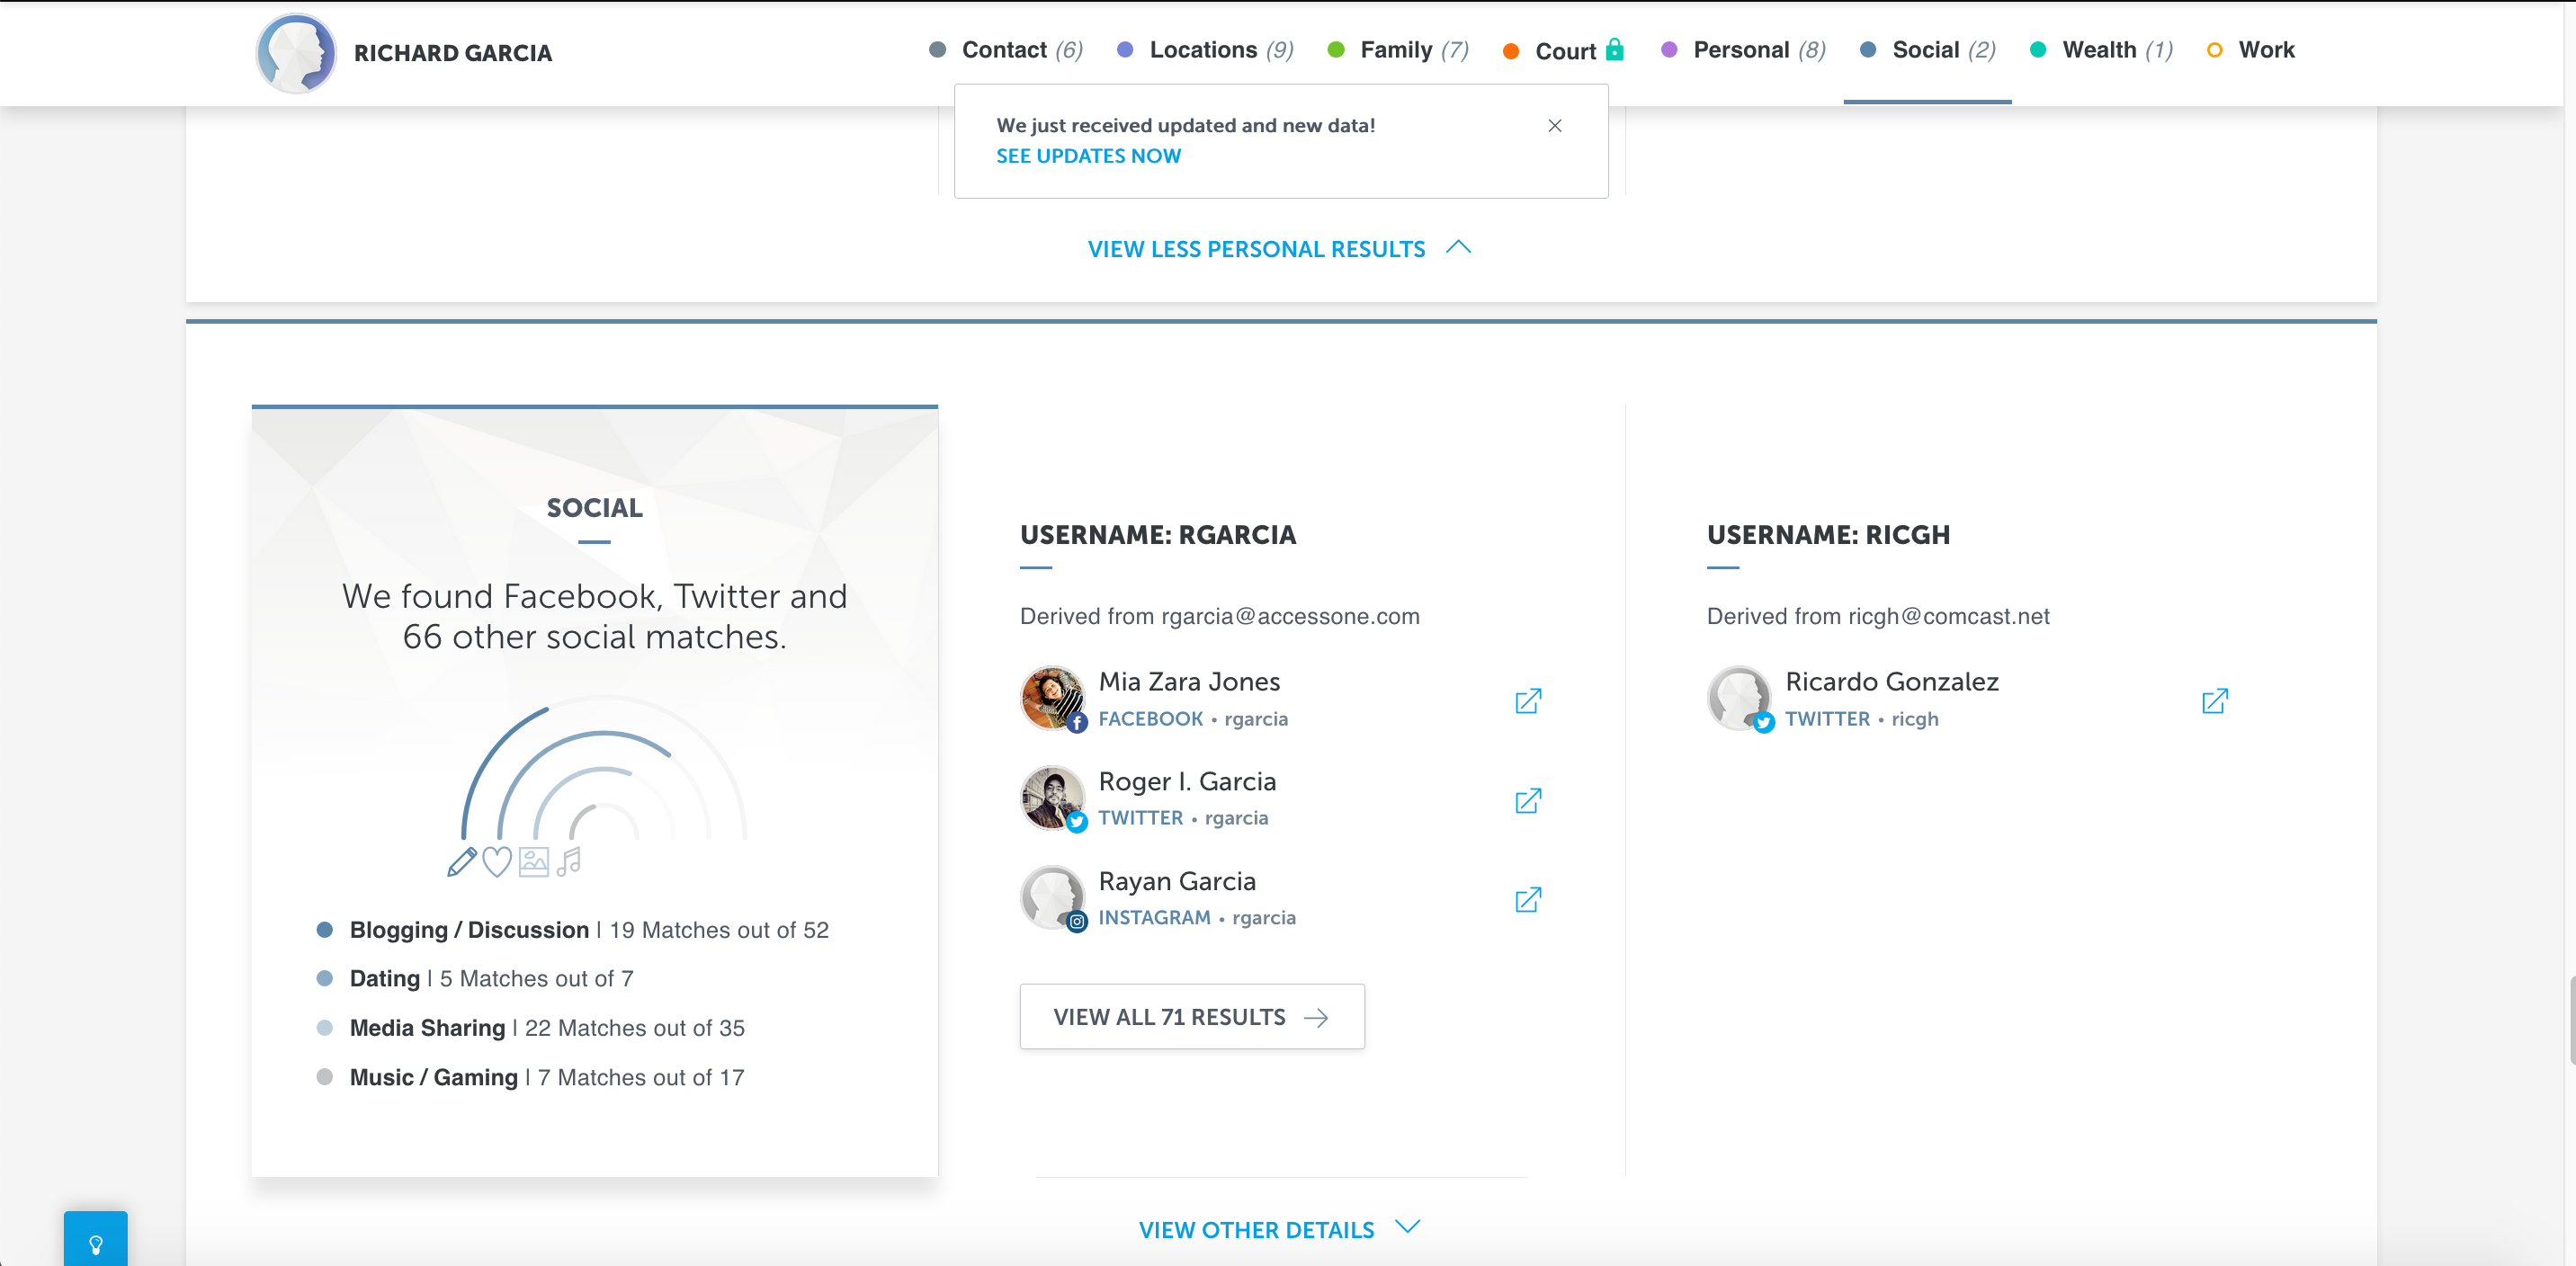 RICHARD GARCIA
Contact (6)
Locations (9)
Family (7)
Court
Personal (8)
Social (2)
Wealth (1)
Work
We just received updated and new data!
SEE UPDATES NOW
VIEW LESS PERSONAL RESULTS
SOCIAL
We found Facebook, Twitter and
66 other social matches.
Blogging / Discussion | 19 Matches out of 52
Dating | 5 Matches out of 7
Media Sharing | 22 Matches out of 35
Music / Gaming | 7 Matches out of 17
USERNAME: RGARCIA
Derived from rgarcia@accessone.com
Mia Zara Jones
FACEBOOK • rgarcia
Roger I. Garcia
TWITTER • rgarcia
Rayan Garcia
INSTAGRAM • rgarcia
VIEW ALL 71 RESULTS
USERNAME: RICGH
Derived from ricgh@comcast.net
Ricardo Gonzalez
TWITTER • ricgh
VIEW OTHER DETAILS